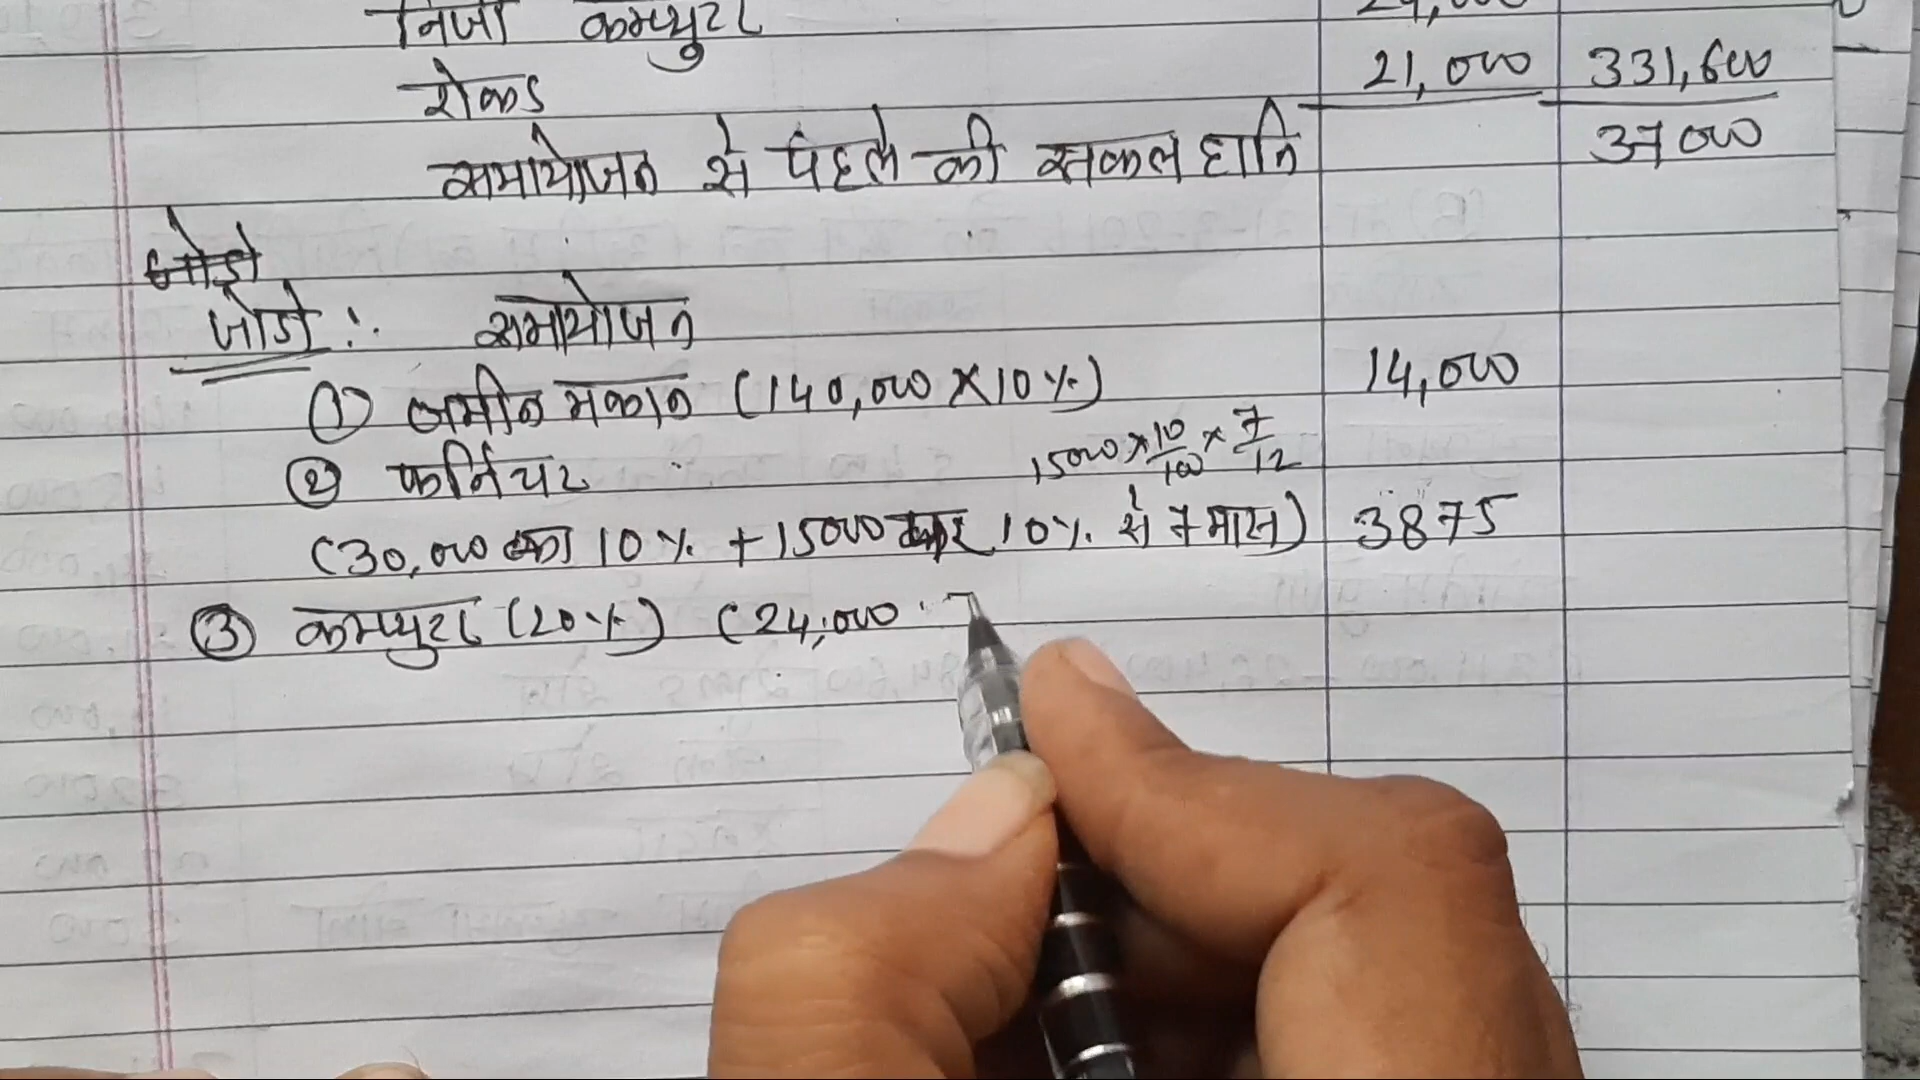 निजी कम्प्युटर 24,000
रोकड 21,000 331,600
समायोजन से पहले की सकल हानि 37000
जोडो
जोडो : समायोजन
① जमीन मकान (140,000 X 10%) 14,000
15000 × 10/100 × 7/12
② फर्निचर
(30,000 का 10% + 15000 10% से 7 मास) 3875
③ कम्प्युटर (20%) (24,000